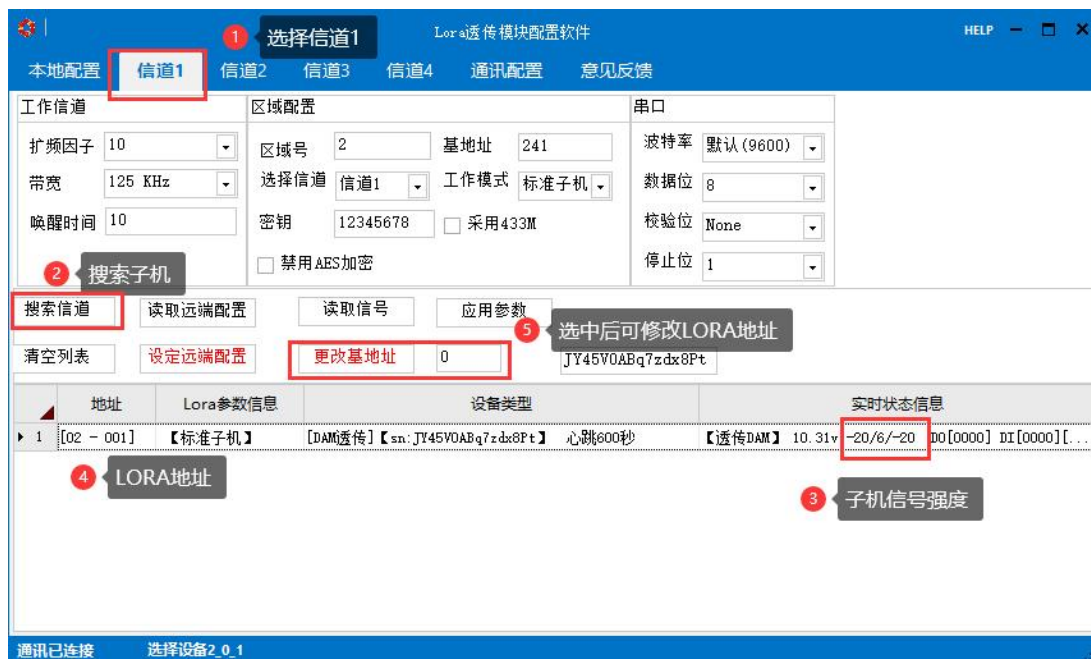 1 选择信道1
Lora透传模块配置软件
HELP
本地配置 信道1 信道2 信道3 信道4 通讯配置 意见反馈
工作信道 区域配置 串口
扩频因子 10 区域号 2 基地址 241 波特率 默认(9600)
带宽 125 KHz 选择信道 信道1 工作模式 标准子机 数据位 8
唤醒时间 10 密钥 12345678 采用433M 校验位 None
禁用AES加密 停止位 1
2 搜索子机
搜索信道 读取远端配置 读取信号 应用参数
5 选中后可修改LORA地址
清空列表 设定远端配置 更改基地址 0 JY45V0ABq7zdx8Pt
地址 Lora参数信息 设备类型 实时状态信息
1 [02 - 001] 【标准子机】 [DAM透传]【sn:JY45V0ABq7zdx8Pt】 心跳600秒 【透传DAM】 10.31v -20/6/-20 DO[0000] DI[0000][...
4 LORA地址
3 子机信号强度
通讯已连接 选择设备2_0_1